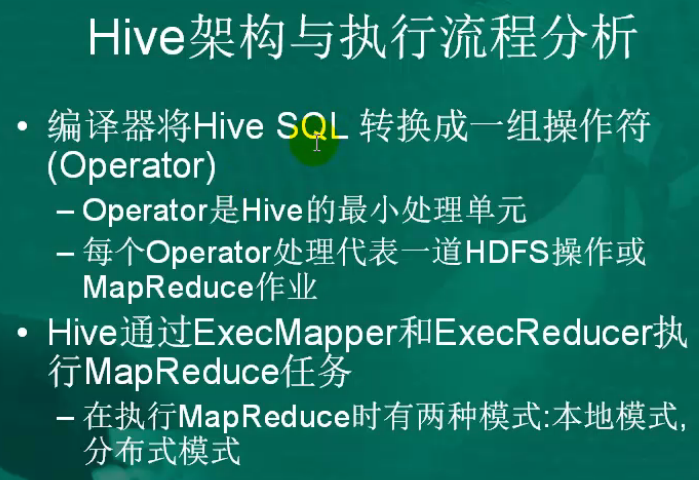 Hive架构与执行流程分析
• 编译器将Hive SQL 转换成一组操作符
(Operator)
– Operator是Hive的最小处理单元
– 每个Operator处理代表一道HDFS操作或
MapReduce作业
• Hive通过ExecMapper和ExecReducer执
行MapReduce任务
– 在执行MapReduce时有两种模式:本地模式,
分布式模式